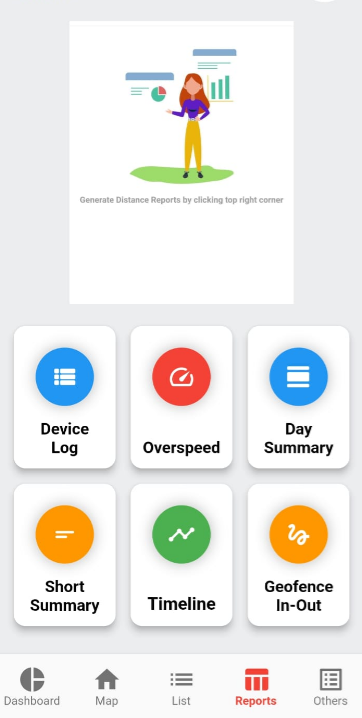 Generate Distance Reports by clicking top right corner
Device
Log
Overspeed
Day
Summary
Short
Summary
Timeline
Geofence
In-Out
Dashboard
Map
List
Reports
Others